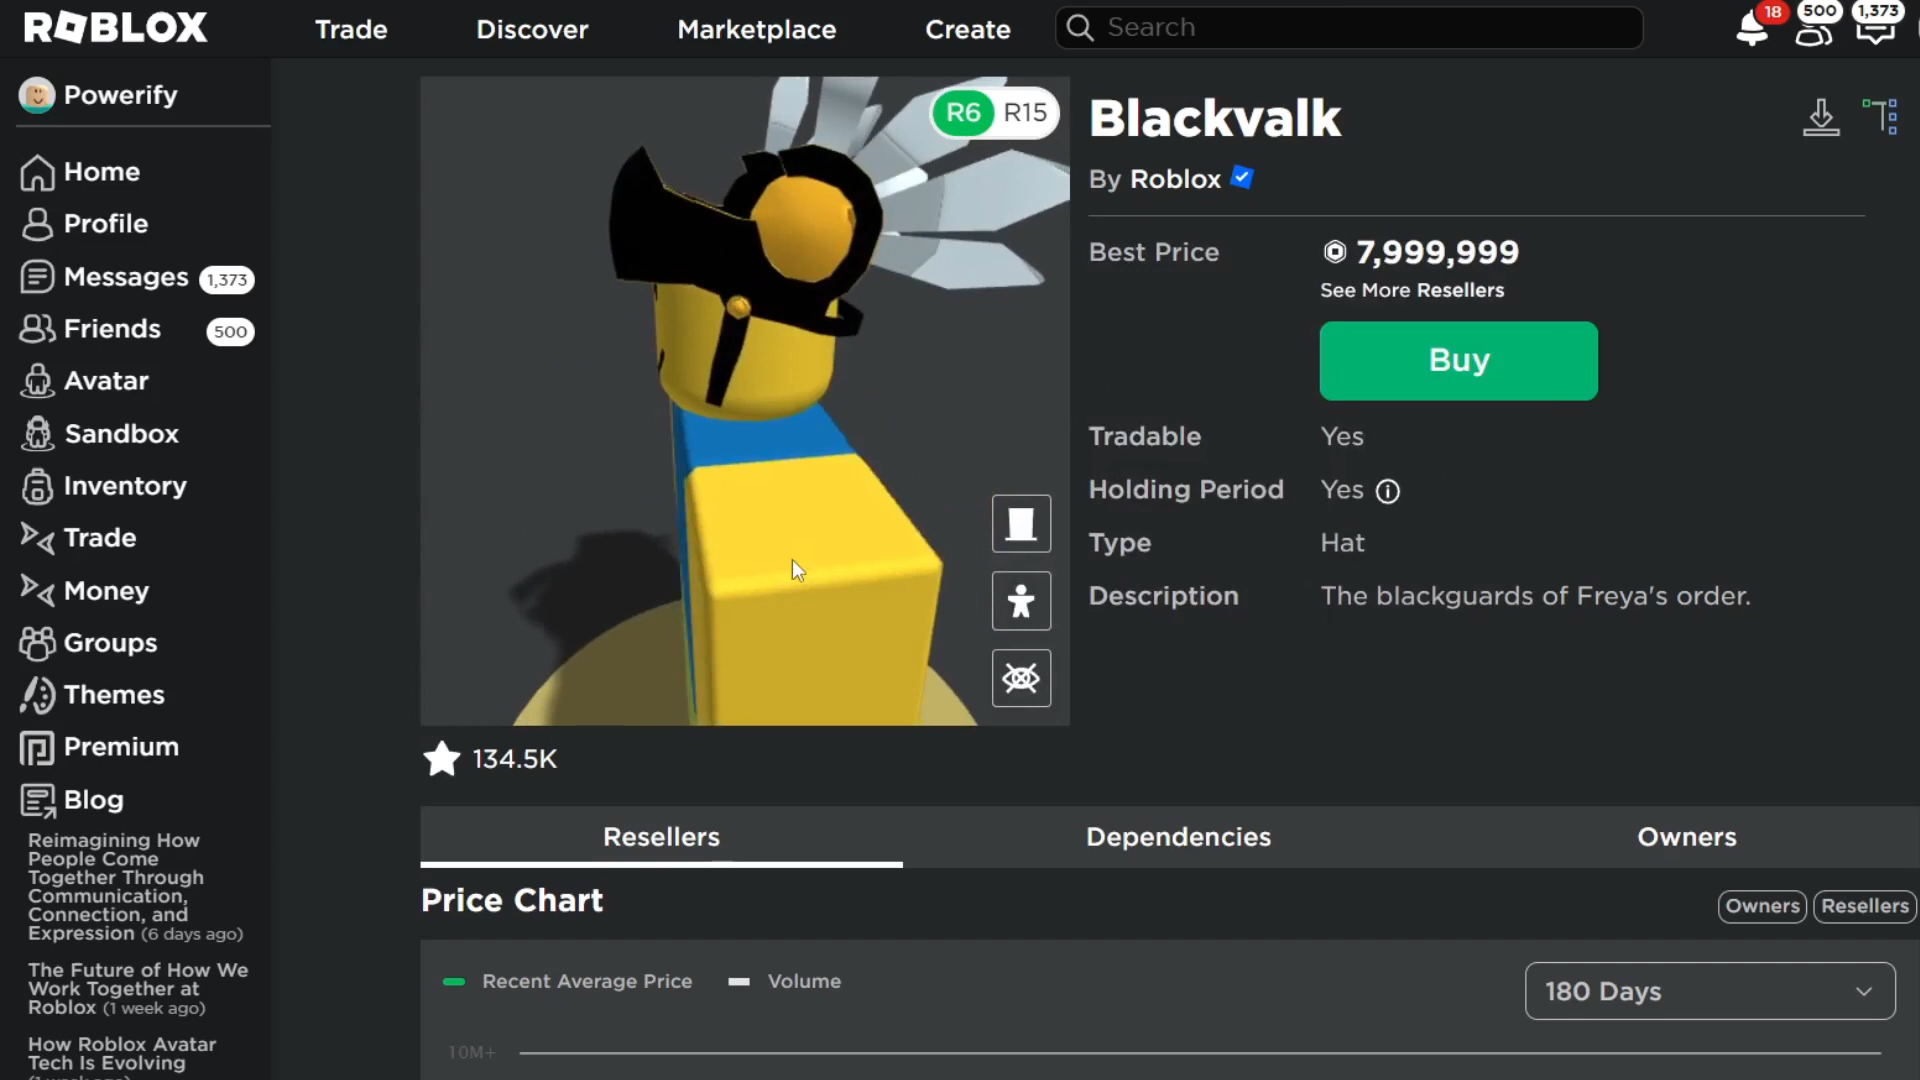 ROBLOX
Trade
Discover
Marketplace
Create
Search
18
500
1,373
Powerify
Home
Profile
Messages 1,373
Friends 500
Avatar
Sandbox
Inventory
Trade
Money
Groups
Themes
Premium
Blog
Reimagining How
People Come
Together Through
Communication,
Connection, and
Expression (6 days ago)
The Future of How We
Work Together at
Roblox (1 week ago)
How Roblox Avatar
Tech Is Evolving
R6 R15
134.5K
Blackvalk
By Roblox
Best Price 7,999,999
See More Resellers
Buy
Tradable Yes
Holding Period Yes
Type Hat
Description The blackguards of Freya's order.
Resellers
Dependencies
Owners
Price Chart
Owners Resellers
Recent Average Price Volume
180 Days
10M+